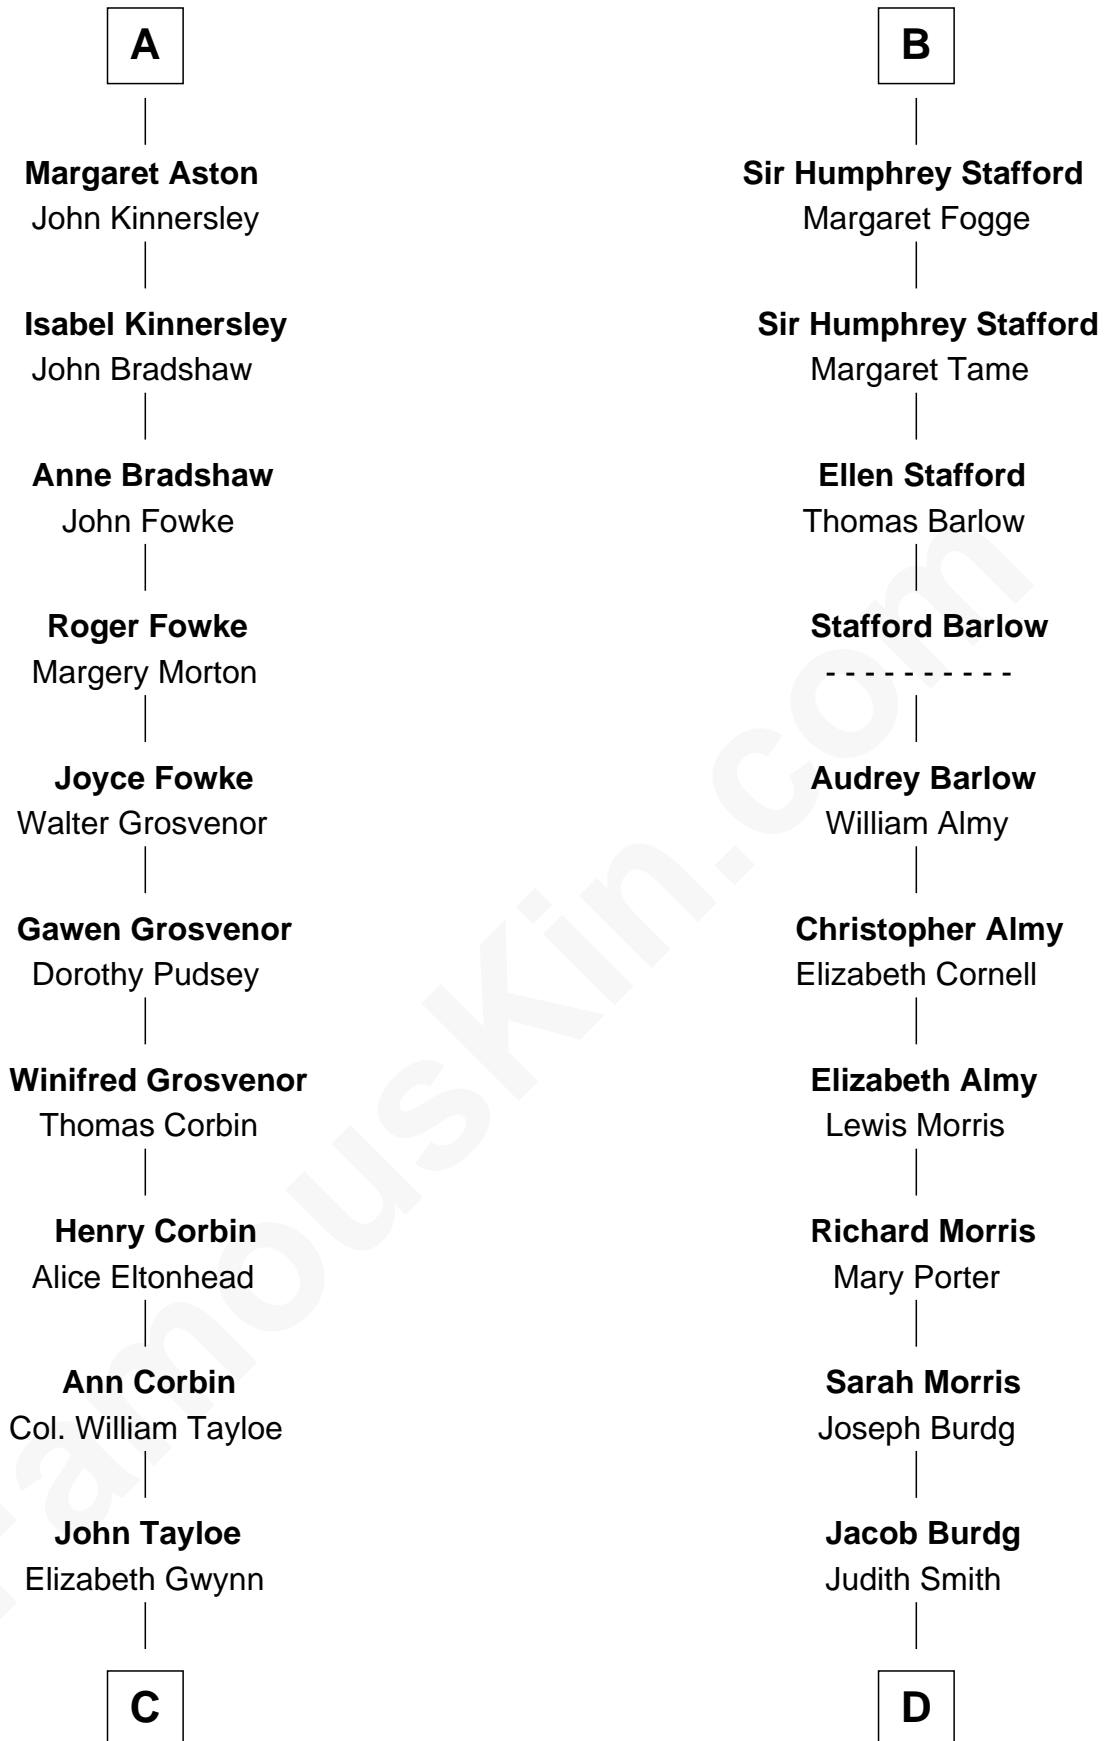 A
Margaret Aston
John Kinnersley
Isabel Kinnersley
John Bradshaw
Anne Bradshaw
John Fowke
Roger Fowke
Margery Morton
Joyce Fowke
Walter Grosvenor
Gawen Grosvenor
Dorothy Pudsey
Winifred Grosvenor
Thomas Corbin
Henry Corbin
Alice Eltonhead
Ann Corbin
Col. William Tayloe
John Tayloe
Elizabeth Gwynn
C
B
Sir Humphrey Stafford
Margaret Fogge
Sir Humphrey Stafford
Margaret Tame
Ellen Stafford
Thomas Barlow
Stafford Barlow
- - - - - - - - - -
Audrey Barlow
William Almy
Christopher Almy
Elizabeth Cornell
Elizabeth Almy
Lewis Morris
Richard Morris
Mary Porter
Sarah Morris
Joseph Burdg
Jacob Burdg
Judith Smith
D
FamousKin.com